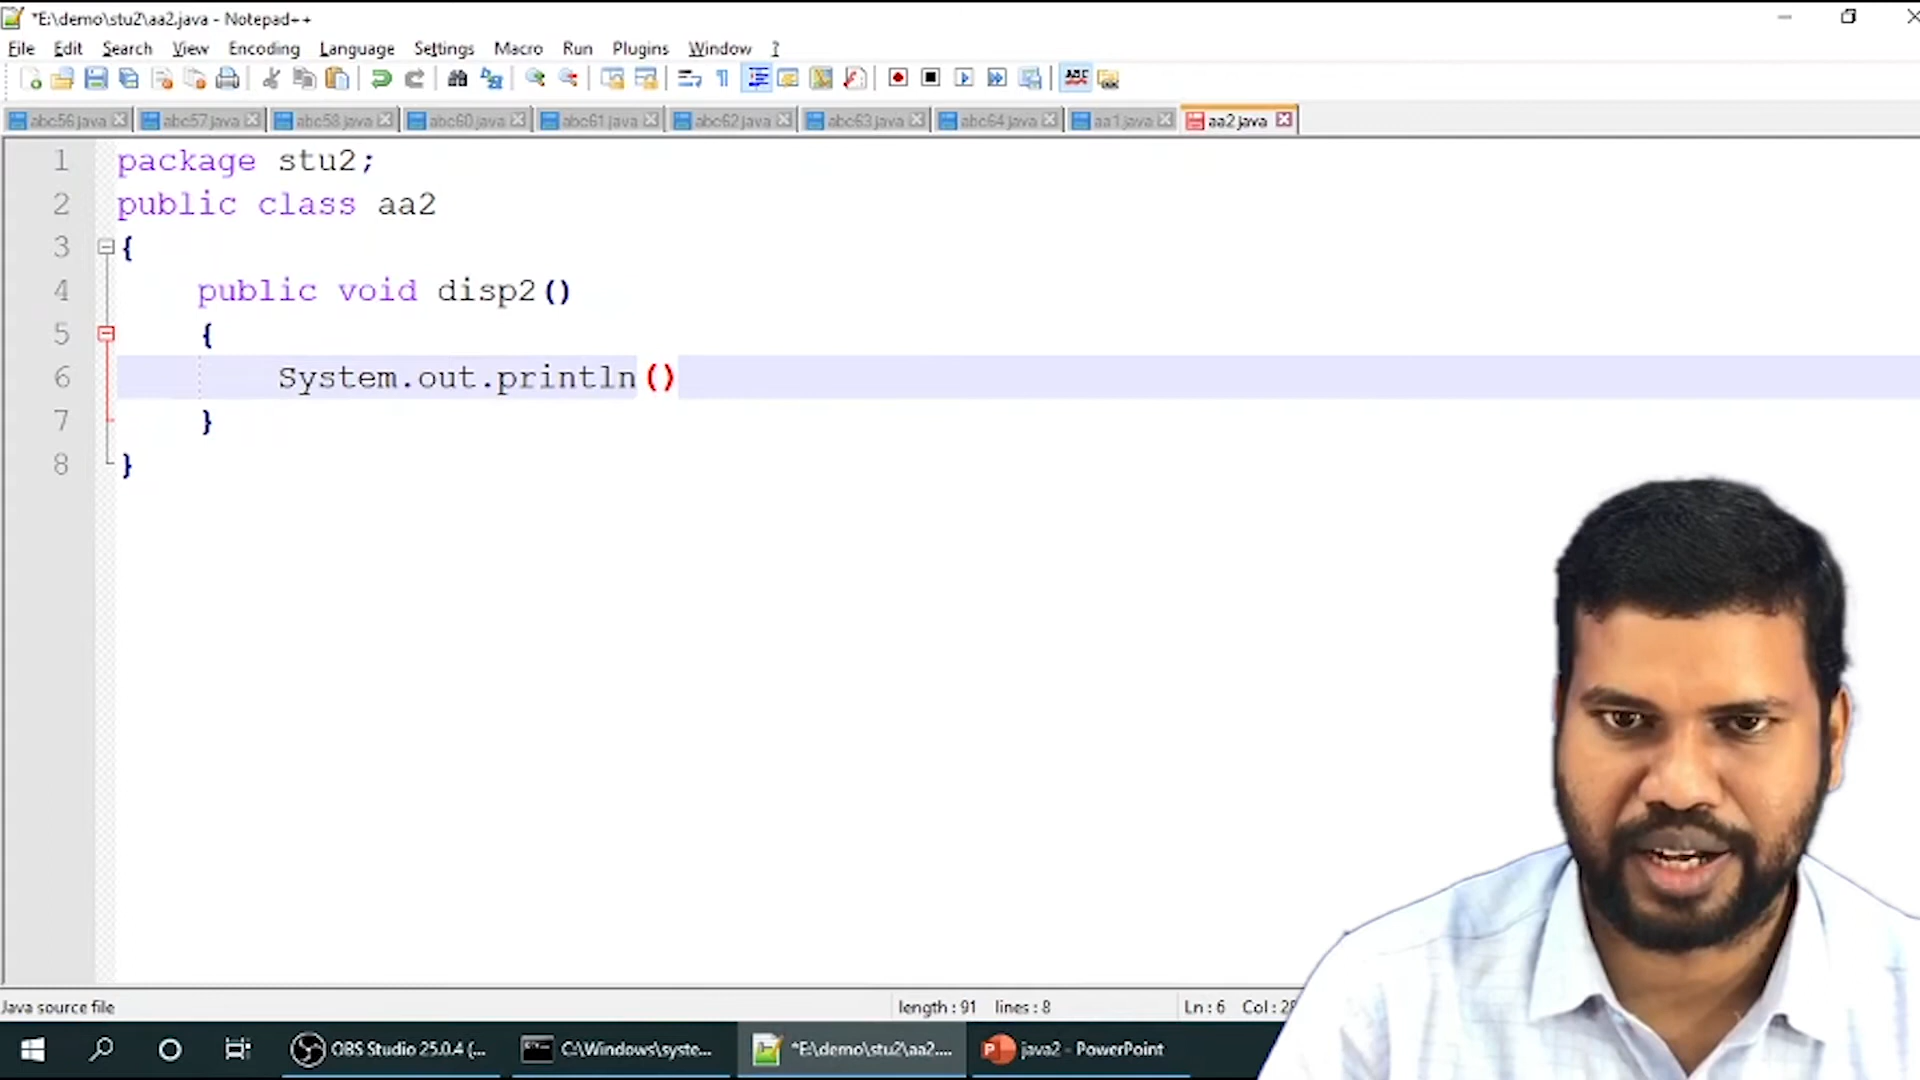 *E:\demo\stu2\aa2.java - Notepad++
File Edit Search View Encoding Language Settings Macro Run Plugins Window ?
abc56.java abc57.java abc58.java abc60.java abc61.java abc62.java abc63.java abc64.java aa1.java aa2.java
1 package stu2;
2 public class aa2
3 {
4 public void disp2()
5 {
6 System.out.println()
7 }
8 }
Java source file length : 91 lines : 8 Ln : 6
OBS Studio 25.0.4 (... C:\Windows\syste... *E:\demo\stu2\aa2.... java2 - PowerPoint